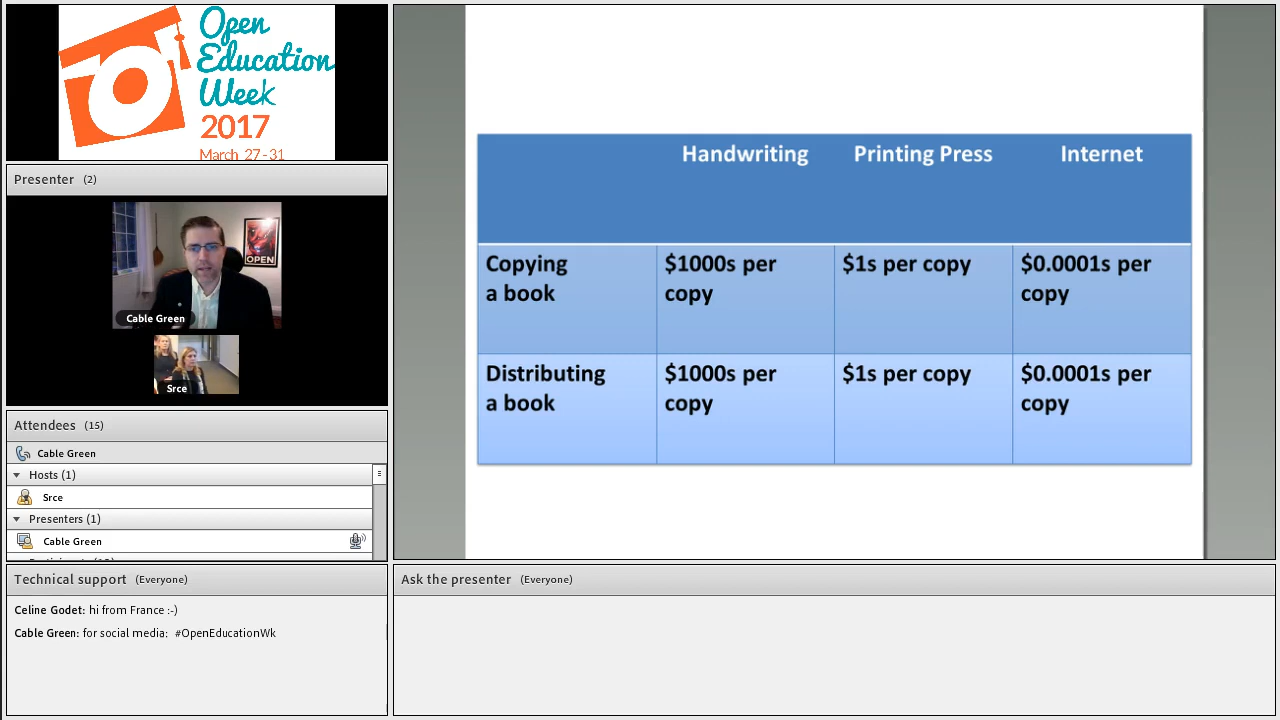 Open
Education
Week
2017
March 27-31
Presenter (2)
OPEN
Cable Green
Srce
Attendees (15)
Cable Green
Hosts (1)
Srce
Presenters (1)
Cable Green
Technical support (Everyone)
Celine Godet: hi from France :-)
Cable Green: for social media: #OpenEducationWk
Handwriting Printing Press Internet
Copying
a book
$1000s per
copy
$1s per copy
$0.0001s per
copy
Distributing
a book
$1000s per
copy
$1s per copy
$0.0001s per
copy
Ask the presenter (Everyone)